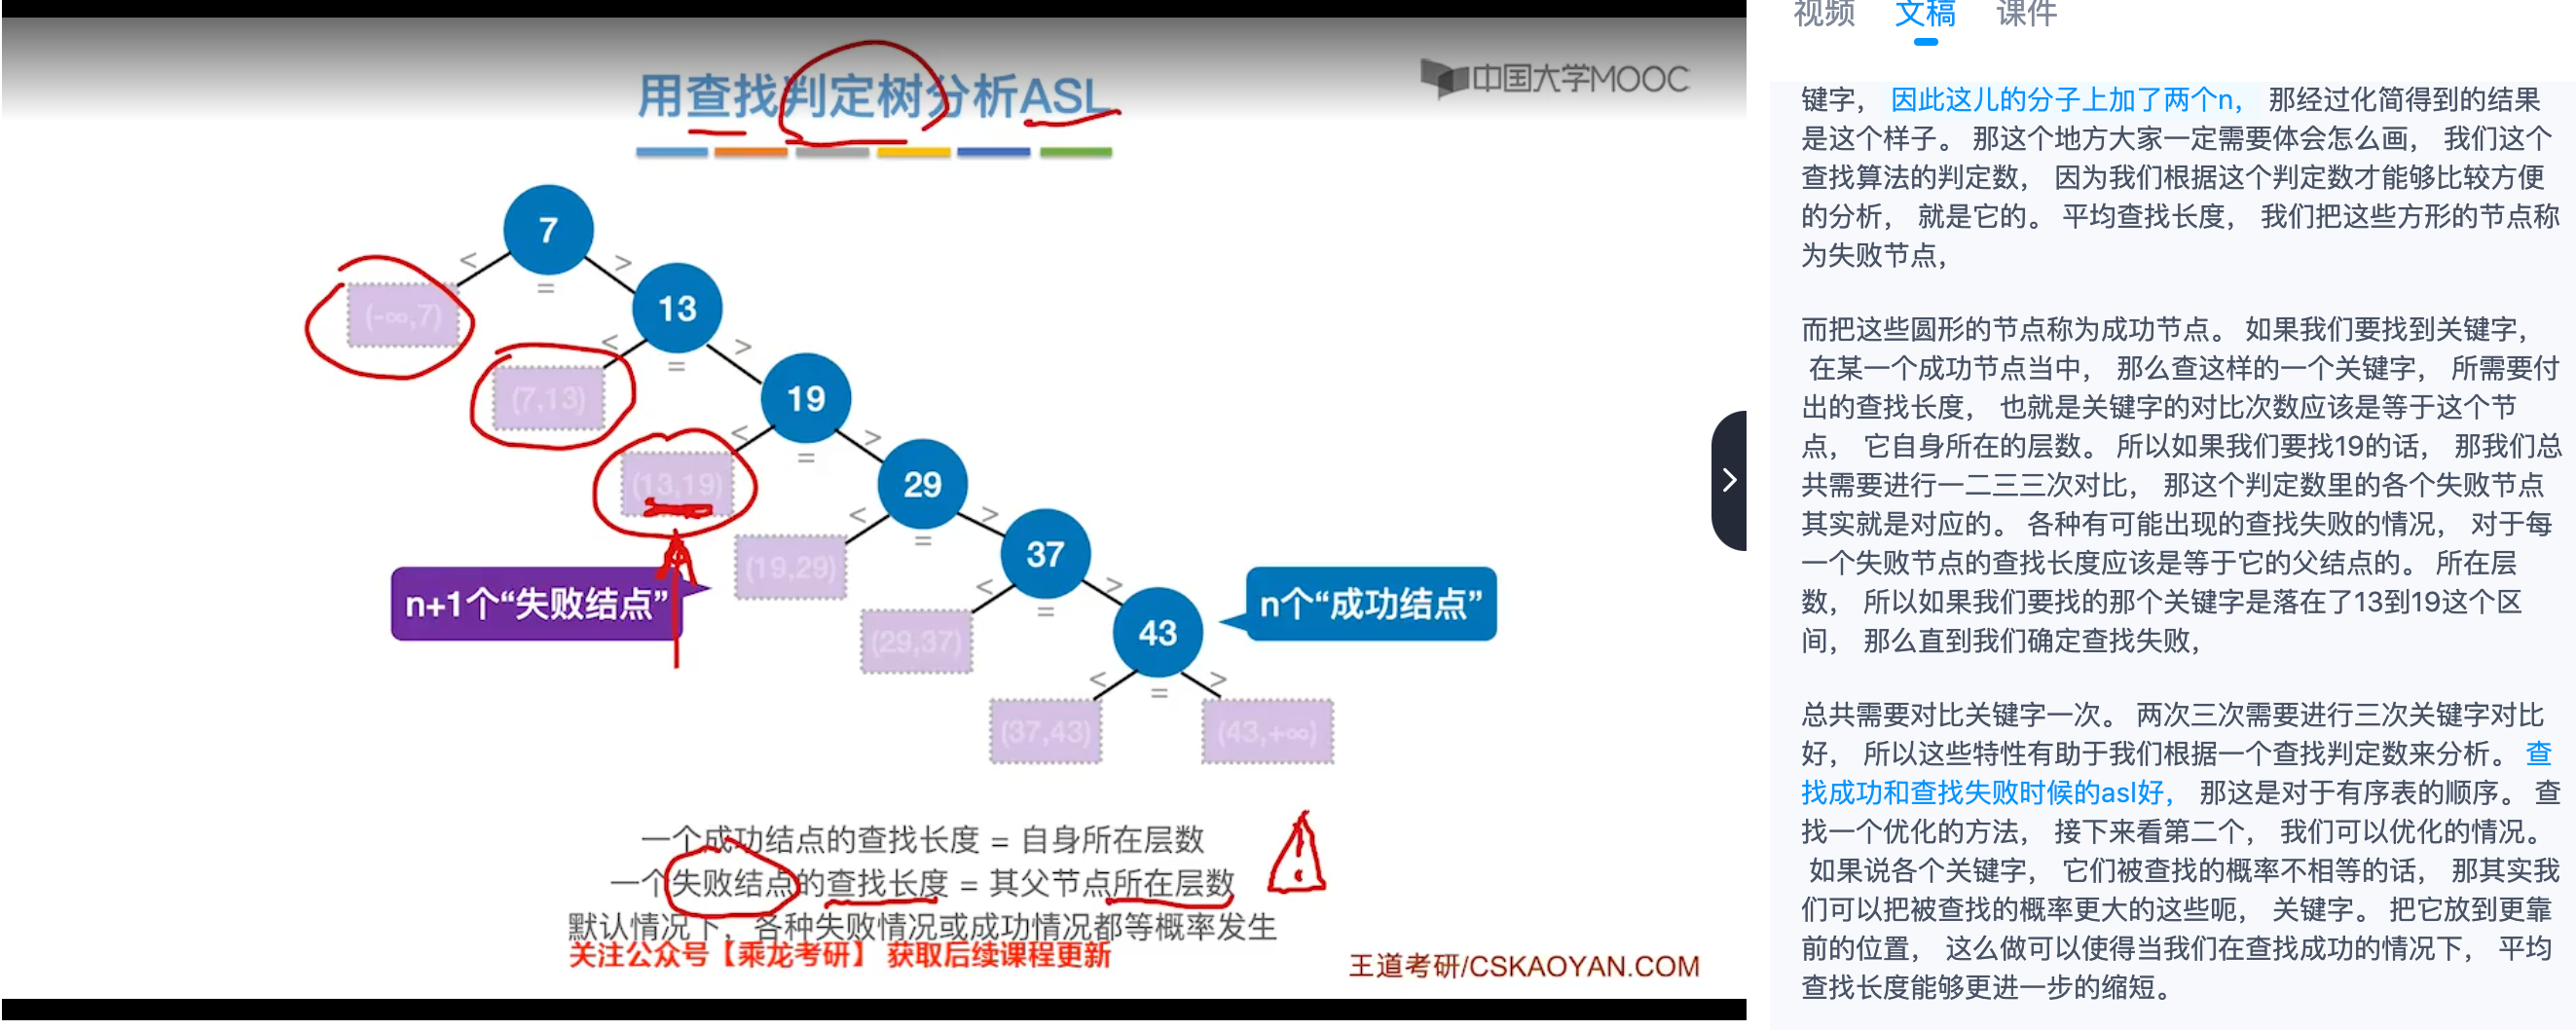 用查找判定树分析ASL
中国大学MOOC
7
<
>
=
(-∞,7)
13
<
>
=
(7,13)
19
<
>
=
(13,19)
29
<
>
=
(19,29)
37
<
>
=
(29,37)
43
<
>
=
(37,43)
(43,+∞)
n+1个“失败结点”
n个“成功结点”
一个成功结点的查找长度 = 自身所在层数
一个失败结点的查找长度 = 其父节点所在层数
默认情况下，各种失败情况或成功情况都等概率发生
关注公众号【乘龙考研】 获取后续课程更新
王道考研/CSKAOYAN.COM
视频 文稿 课件
键字， 因此这儿的分子上加了两个n， 那经过化简得到的结果
是这个样子。 那这个地方大家一定需要体会怎么画， 我们这个
查找算法的判定数， 因为我们根据这个判定数才能够比较方便
的分析， 就是它的。 平均查找长度， 我们把这些方形的节点称
为失败节点，
而把这些圆形的节点称为成功节点。 如果我们要找到关键字，
在某一个成功节点当中， 那么查这样的一个关键字， 所需要付
出的查找长度， 也就是关键字的对比次数应该是等于这个节
点， 它自身所在的层数。 所以如果我们要找19的话， 那我们总
共需要进行一二三三次对比， 那这个判定数里的各个失败节点
其实就是对应的。 各种有可能出现的查找失败的情况， 对于每
一个失败节点的查找长度应该是等于它的父结点的。 所在层
数， 所以如果我们要找的那个关键字是落在了13到19这个区
间， 那么直到我们确定查找失败，
总共需要对比关键字一次。 两次三次需要进行三次关键字对比
好， 所以这些特性有助于我们根据一个查找判定数来分析。 查
找成功和查找失败时候的asl好， 那这是对于有序表的顺序。 查
找一个优化的方法， 接下来看第二个， 我们可以优化的情况。
如果说各个关键字， 它们被查找的概率不相等的话， 那其实我
们可以把被查找的概率更大的这些呃， 关键字。 把它放到更靠
前的位置， 这么做可以使得当我们在查找成功的情况下， 平均
查找长度能够更进一步的缩短。